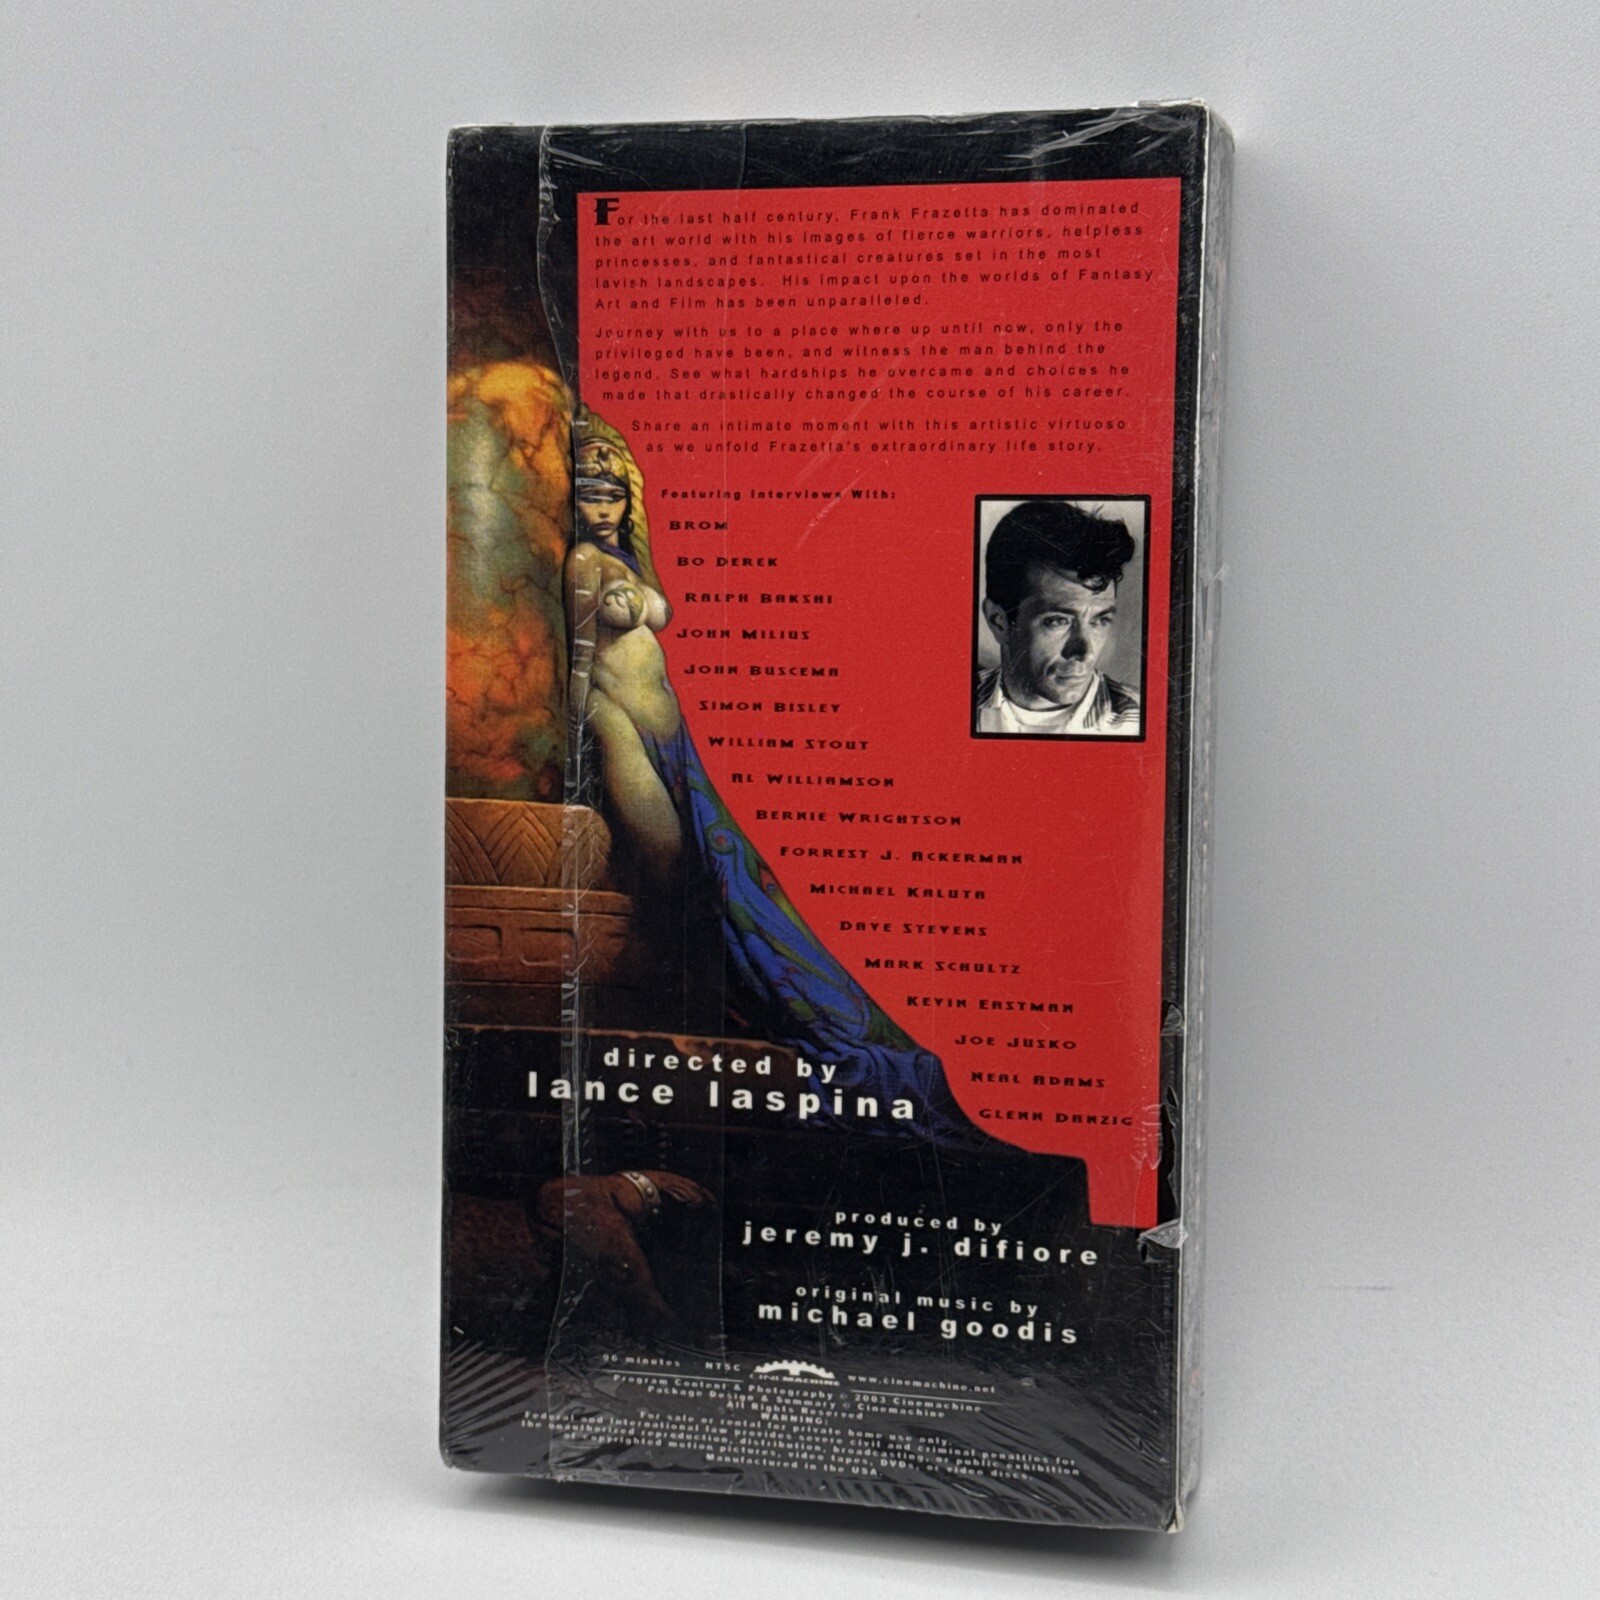 For the last half century, Frank Frazetta has dominated
the art world with his images of fierce warriors, helpless
princesses, and fantastical creatures set in the most
lavish landscapes. His impact upon the worlds of Fantasy
Art and Film has been unparalleled.
Journey with us to a place where up until now, only the
privileged have been, and witness the man behind the
legend. See what hardships he overcame and choices he
made that drastically changed the course of his career.
Share an intimate moment with this artistic virtuoso
as we unfold Frazetta's extraordinary life story.
Featuring Interviews With:
BROM
BO DEREK
RALPH BAKSHI
JOHN MILIUS
JOHN BUSCEMA
SIMON BISLEY
WILLIAM STOUT
AL WILLIAMSON
BERNIE WRIGHTSON
FORREST J. ACKERMAN
MICHAEL KALUTA
DAVE STEVENS
MARK SCHULTZ
KEVIN EASTMAN
JOE JUSKO
NEAL ADAMS
GLENN DANZIG
directed by
lance laspina
produced by
jeremy j. difiore
original music by
michael goodis
96 minutes NTSC CINEMACHINE www.cinemachine.net
Program Content & Photography © 2003 Cinemachine
Package Design & Summary © Cinemachine
All Rights Reserved
WARNING:
For sale or rental for private home use only.
Federal and international law provides severe civil and criminal penalties for
the unauthorized reproduction, distribution, broadcasting, or public exhibition
of copyrighted motion pictures, video tapes, DVDs, or video discs.
Manufactured in the USA.